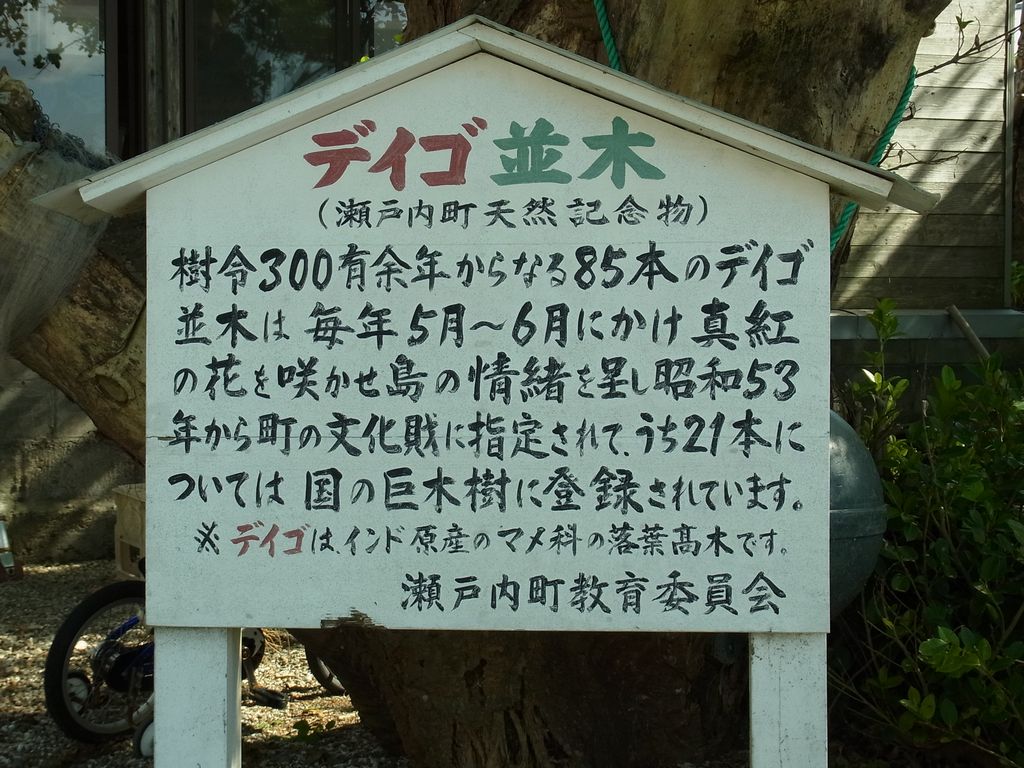 デイゴ並木
(瀬戸内町天然記念物)
樹令300有余年からなる85本のデイゴ
並木は毎年5月~6月にかけ真紅
の花を咲かせ島の情緒を呈し昭和53
年から町の文化財に指定されて、うち21本に
ついては国の巨木樹に登録されています。
※デイゴは、インド原産のマメ科の落葉髙木です。
瀬戸内町教育委員会